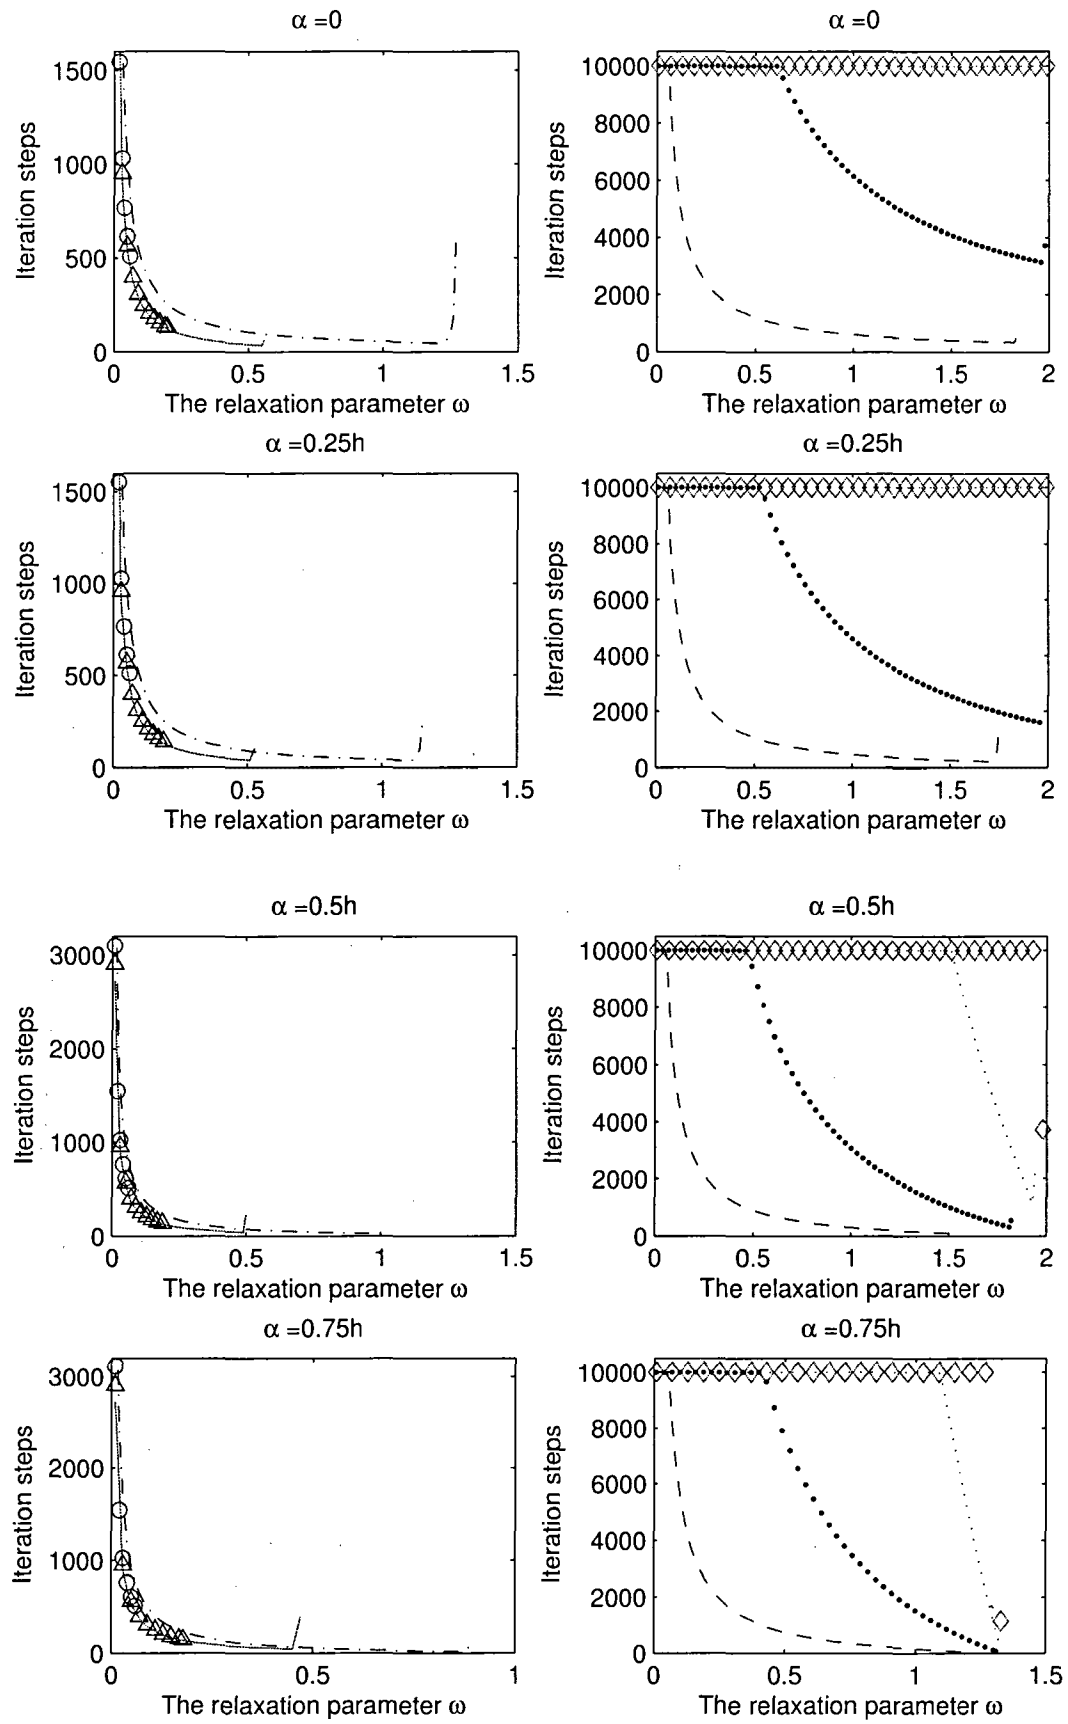 α =0
α =0
1500
1000
500
0
Iteration steps
0 0.5 1 1.5
The relaxation parameter ω
10000
8000
6000
4000
2000
0
Iteration steps
0 0.5 1 1.5 2
The relaxation parameter ω
α =0.25h
α =0.25h
1500
1000
500
0
Iteration steps
0 0.5 1 1.5
The relaxation parameter ω
10000
8000
6000
4000
2000
0
Iteration steps
0 0.5 1 1.5 2
The relaxation parameter ω
α =0.5h
α =0.5h
3000
2000
1000
0
Iteration steps
0 0.5 1 1.5
The relaxation parameter ω
10000
8000
6000
4000
2000
0
Iteration steps
0 0.5 1 1.5 2
The relaxation parameter ω
α =0.75h
α =0.75h
3000
2000
1000
0
Iteration steps
0 0.5 1
The relaxation parameter ω
10000
8000
6000
4000
2000
0
Iteration steps
0 0.5 1 1.5
The relaxation parameter ω